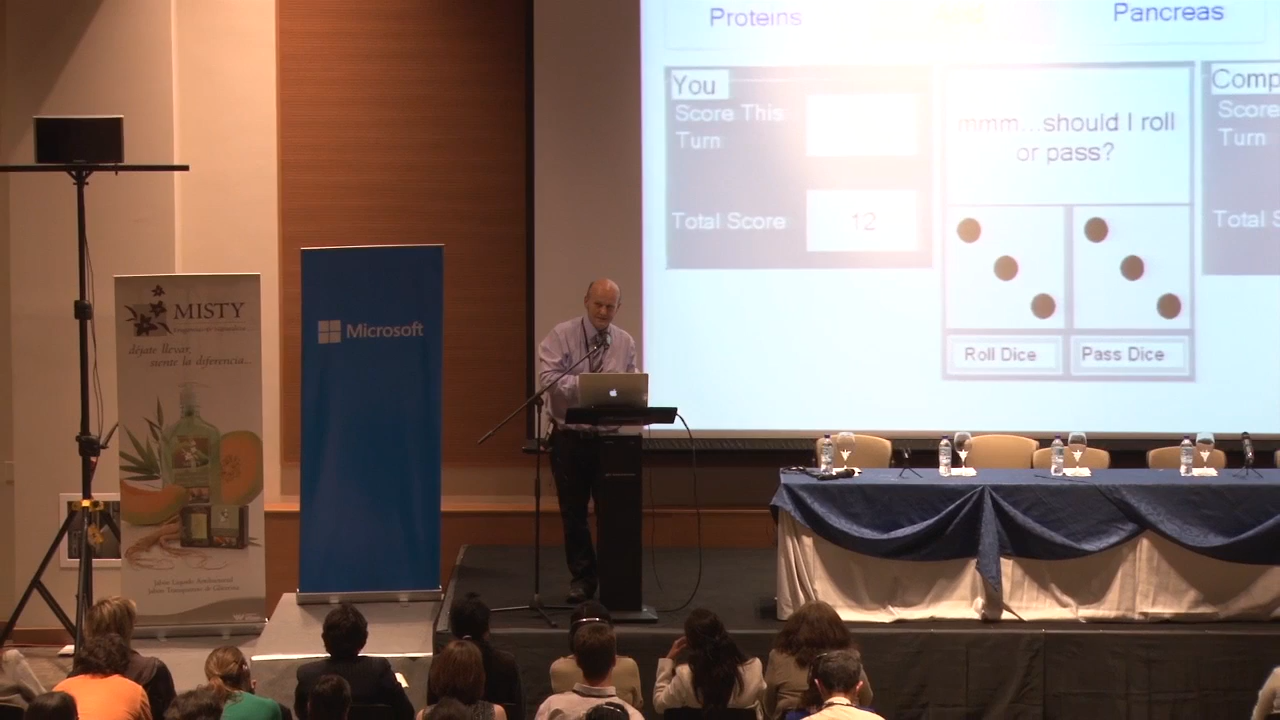 Proteins
Pancreas
You
Score This
Turn
Total Score
12
mmm...should I roll
or pass?
Roll Dice
Pass Dice
Comp
Score
Turn
Total S
Microsoft
MISTY
déjate llevar,
siente la diferencia...